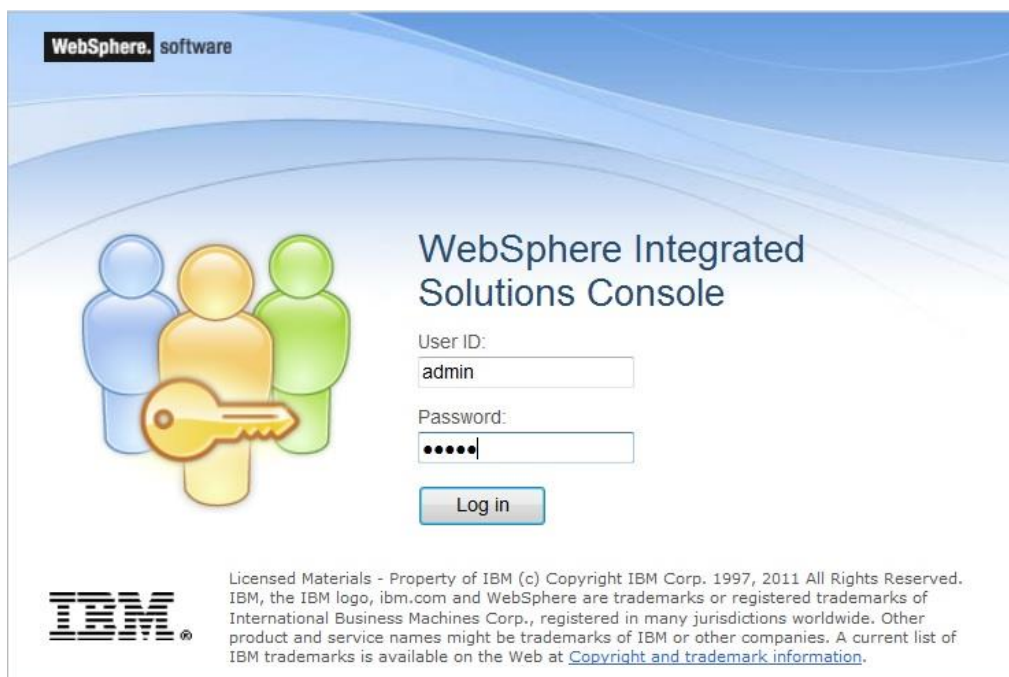 WebSphere. software
WebSphere Integrated
Solutions Console
User ID:
admin
Password:
●●●●●
Log in
Licensed Materials - Property of IBM (c) Copyright IBM Corp. 1997, 2011 All Rights Reserved.
IBM, the IBM logo, ibm.com and WebSphere are trademarks or registered trademarks of
International Business Machines Corp., registered in many jurisdictions worldwide. Other
product and service names might be trademarks of IBM or other companies. A current list of
IBM trademarks is available on the Web at Copyright and trademark information.
IBM®